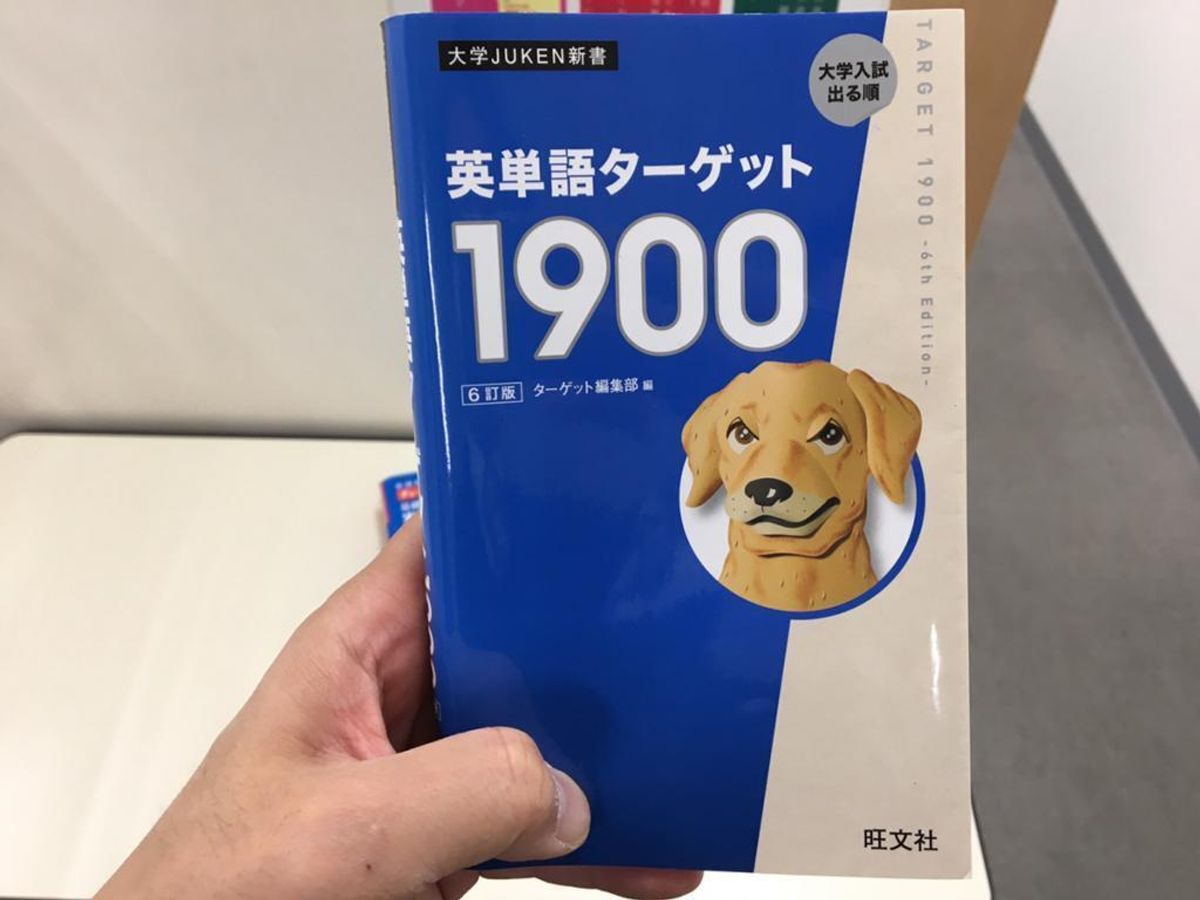 大学JUKEN新書
大学入試
出る順
英単語ターゲット
1900
6訂版 ターゲット編集部 編
TARGET 1900 -6th Edition-
旺文社